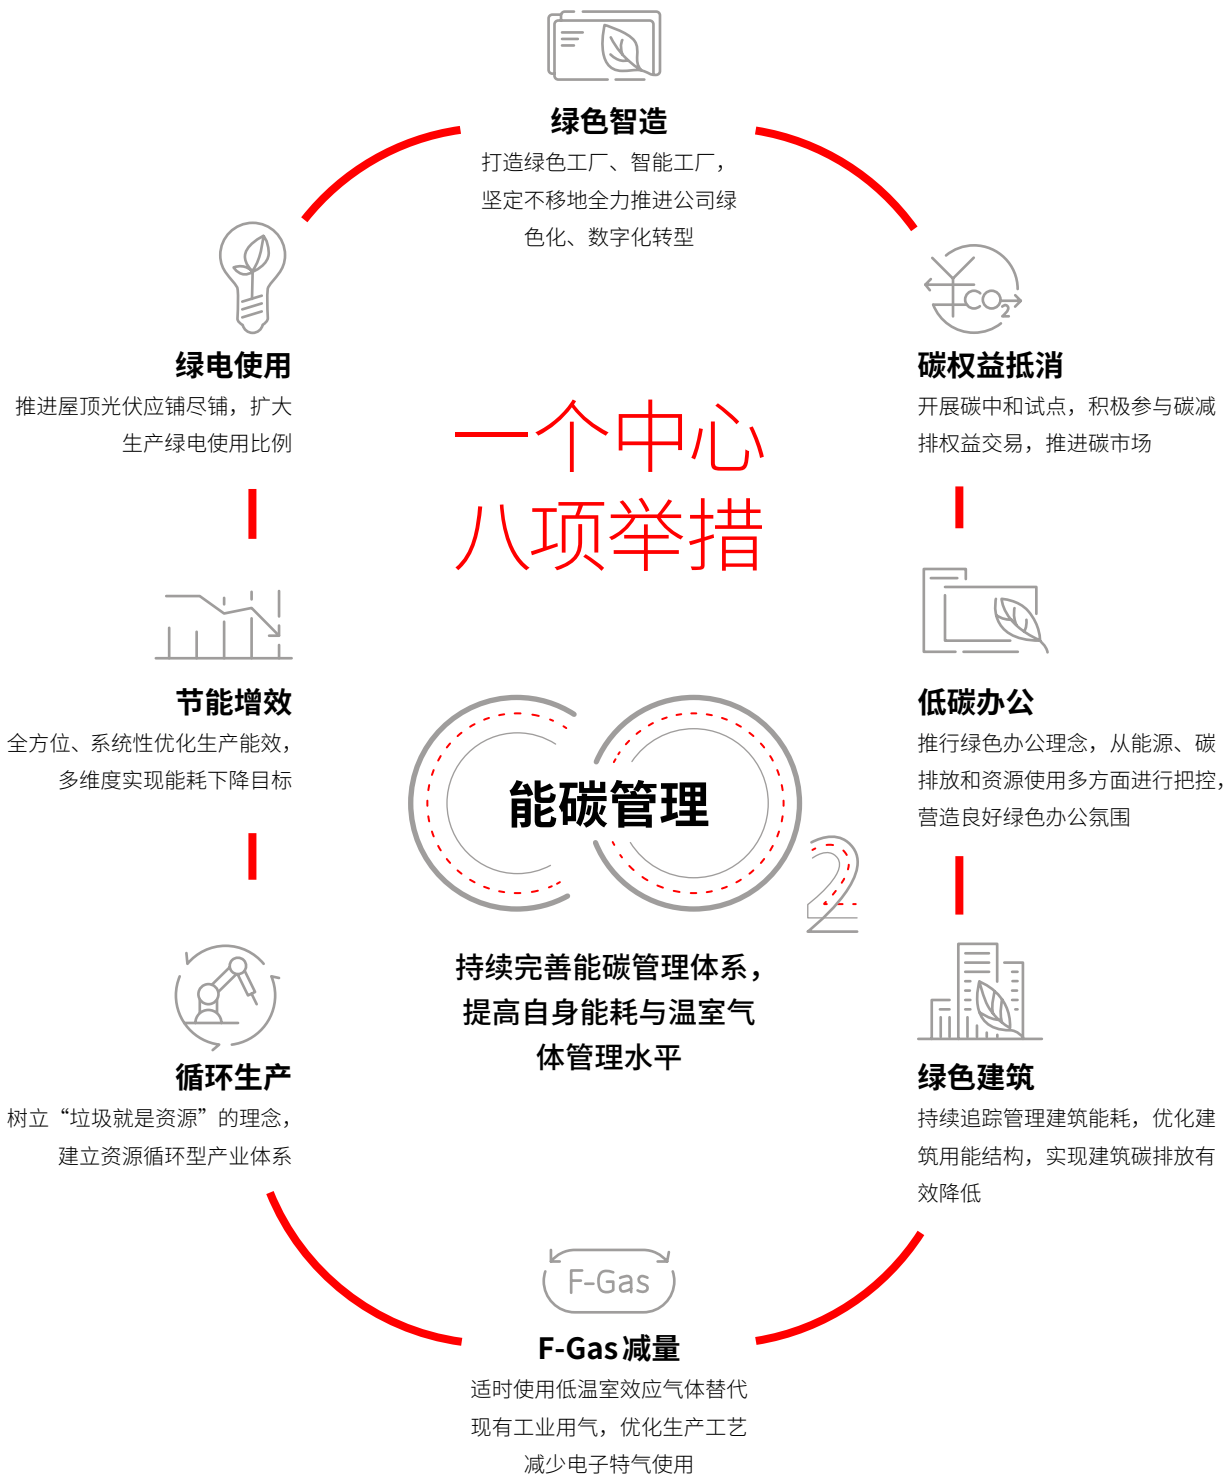 绿色智造
打造绿色工厂、智能工厂，
坚定不移地全力推进公司绿
色化、数字化转型
绿电使用
推进屋顶光伏应铺尽铺，扩大
生产绿电使用比例
CO2
碳权益抵消
开展碳中和试点，积极参与碳减
排权益交易，推进碳市场
一个中心
八项举措
节能增效
全方位、系统性优化生产能效，
多维度实现能耗下降目标
低碳办公
推行绿色办公理念，从能源、碳
排放和资源使用多方面进行把控，
营造良好绿色办公氛围
CO2
能碳管理
持续完善能碳管理体系，
提高自身能耗与温室气
体管理水平
循环生产
树立“垃圾就是资源”的理念，
建立资源循环型产业体系
绿色建筑
持续追踪管理建筑能耗，优化建
筑用能结构，实现建筑碳排放有
效降低
F-Gas
F-Gas减量
适时使用低温室效应气体替代
现有工业用气，优化生产工艺
减少电子特气使用